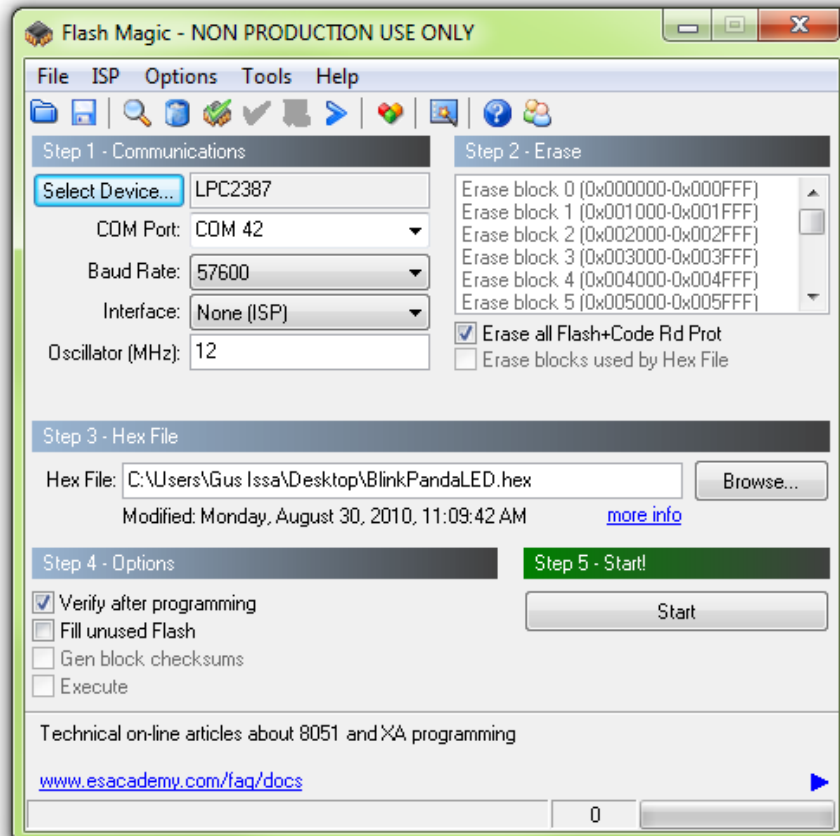 Flash Magic - NON PRODUCTION USE ONLY
File ISP Options Tools Help
Step 1 - Communications
Select Device... LPC2387
COM Port: COM 42
Baud Rate: 57600
Interface: None (ISP)
Oscillator (MHz): 12
Step 2 - Erase
Erase block 0 (0x000000-0x000FFF)
Erase block 1 (0x001000-0x001FFF)
Erase block 2 (0x002000-0x002FFF)
Erase block 3 (0x003000-0x003FFF)
Erase block 4 (0x004000-0x004FFF)
Erase block 5 (0x005000-0x005FFF)
Erase all Flash+Code Rd Prot
Erase blocks used by Hex File
Step 3 - Hex File
Hex File: C:\Users\Gus Issa\Desktop\BlinkPandaLED.hex Browse...
Modified: Monday, August 30, 2010, 11:09:42 AM more info
Step 4 - Options
Verify after programming
Fill unused Flash
Gen block checksums
Execute
Step 5 - Start!
Start
Technical on-line articles about 8051 and XA programming
www.esacademy.com/faq/docs
0